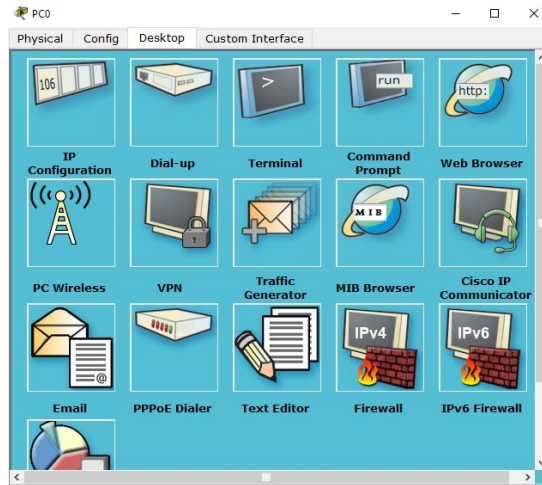 PC0
Physical Config Desktop Custom Interface
106
>
run
http:
IP
Configuration
Dial-up
Terminal
Command
Prompt
Web Browser
MIB
?
PC Wireless
VPN
Traffic
Generator
MIB Browser
Cisco IP
Communicator
@
IPv4
IPv6
Email
PPPoE Dialer
Text Editor
Firewall
IPv6 Firewall